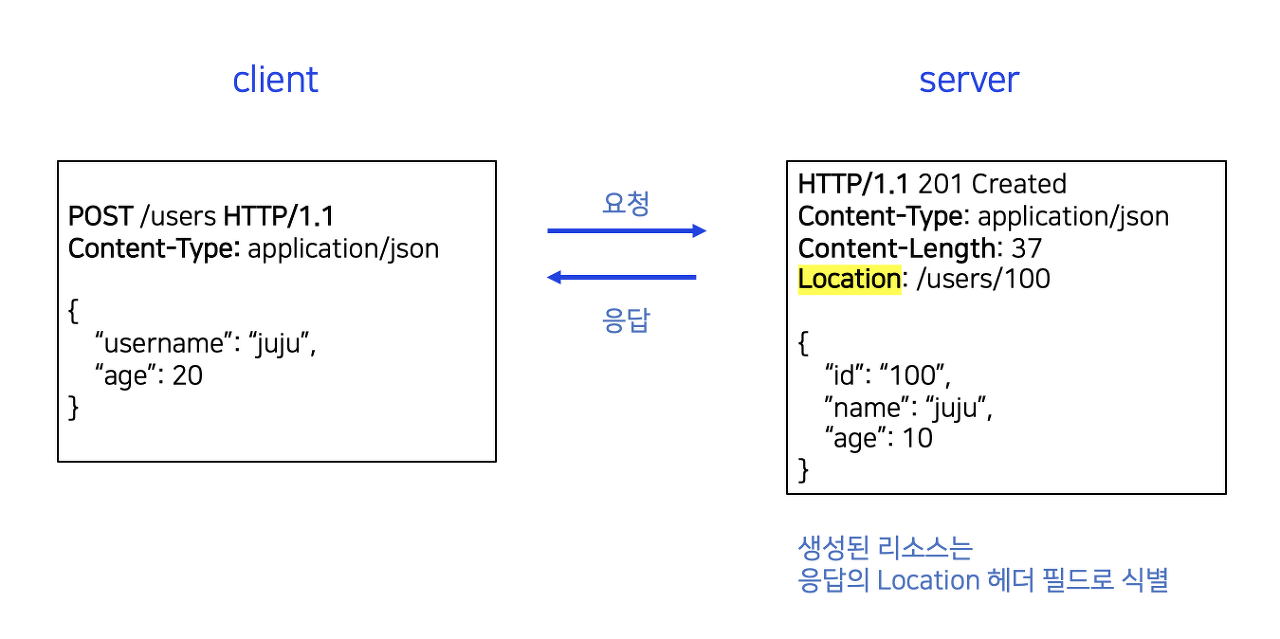 client
server
POST /users HTTP/1.1
Content-Type: application/json
{
“username”: “juju”,
“age”: 20
}
요청
응답
HTTP/1.1 201 Created
Content-Type: application/json
Content-Length: 37
Location: /users/100
{
“id”: “100”,
”name”: “juju”,
“age”: 10
}
생성된 리소스는
응답의 Location 헤더 필드로 식별